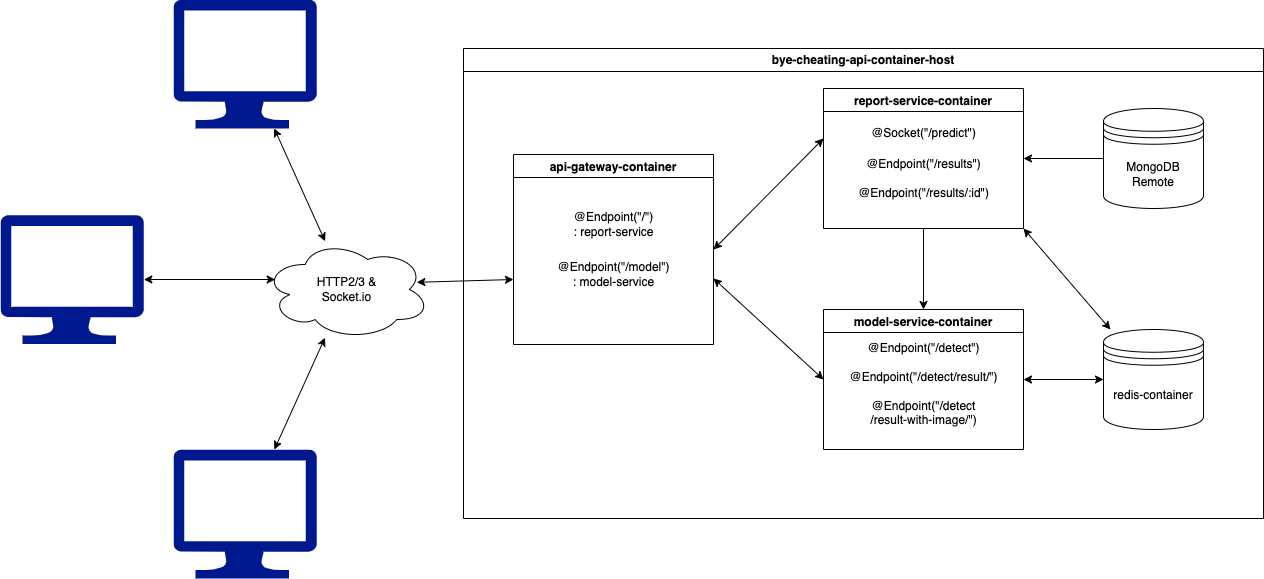 bye-cheating-api-container-host
report-service-container
@Socket("/predict")
@Endpoint("/results")
@Endpoint("/results/:id")
MongoDB
Remote
api-gateway-container
@Endpoint("/")
: report-service
@Endpoint("/model")
: model-service
HTTP2/3 &
Socket.io
model-service-container
@Endpoint("/detect")
@Endpoint("/detect/result/")
@Endpoint("/detect
/result-with-image/")
redis-container